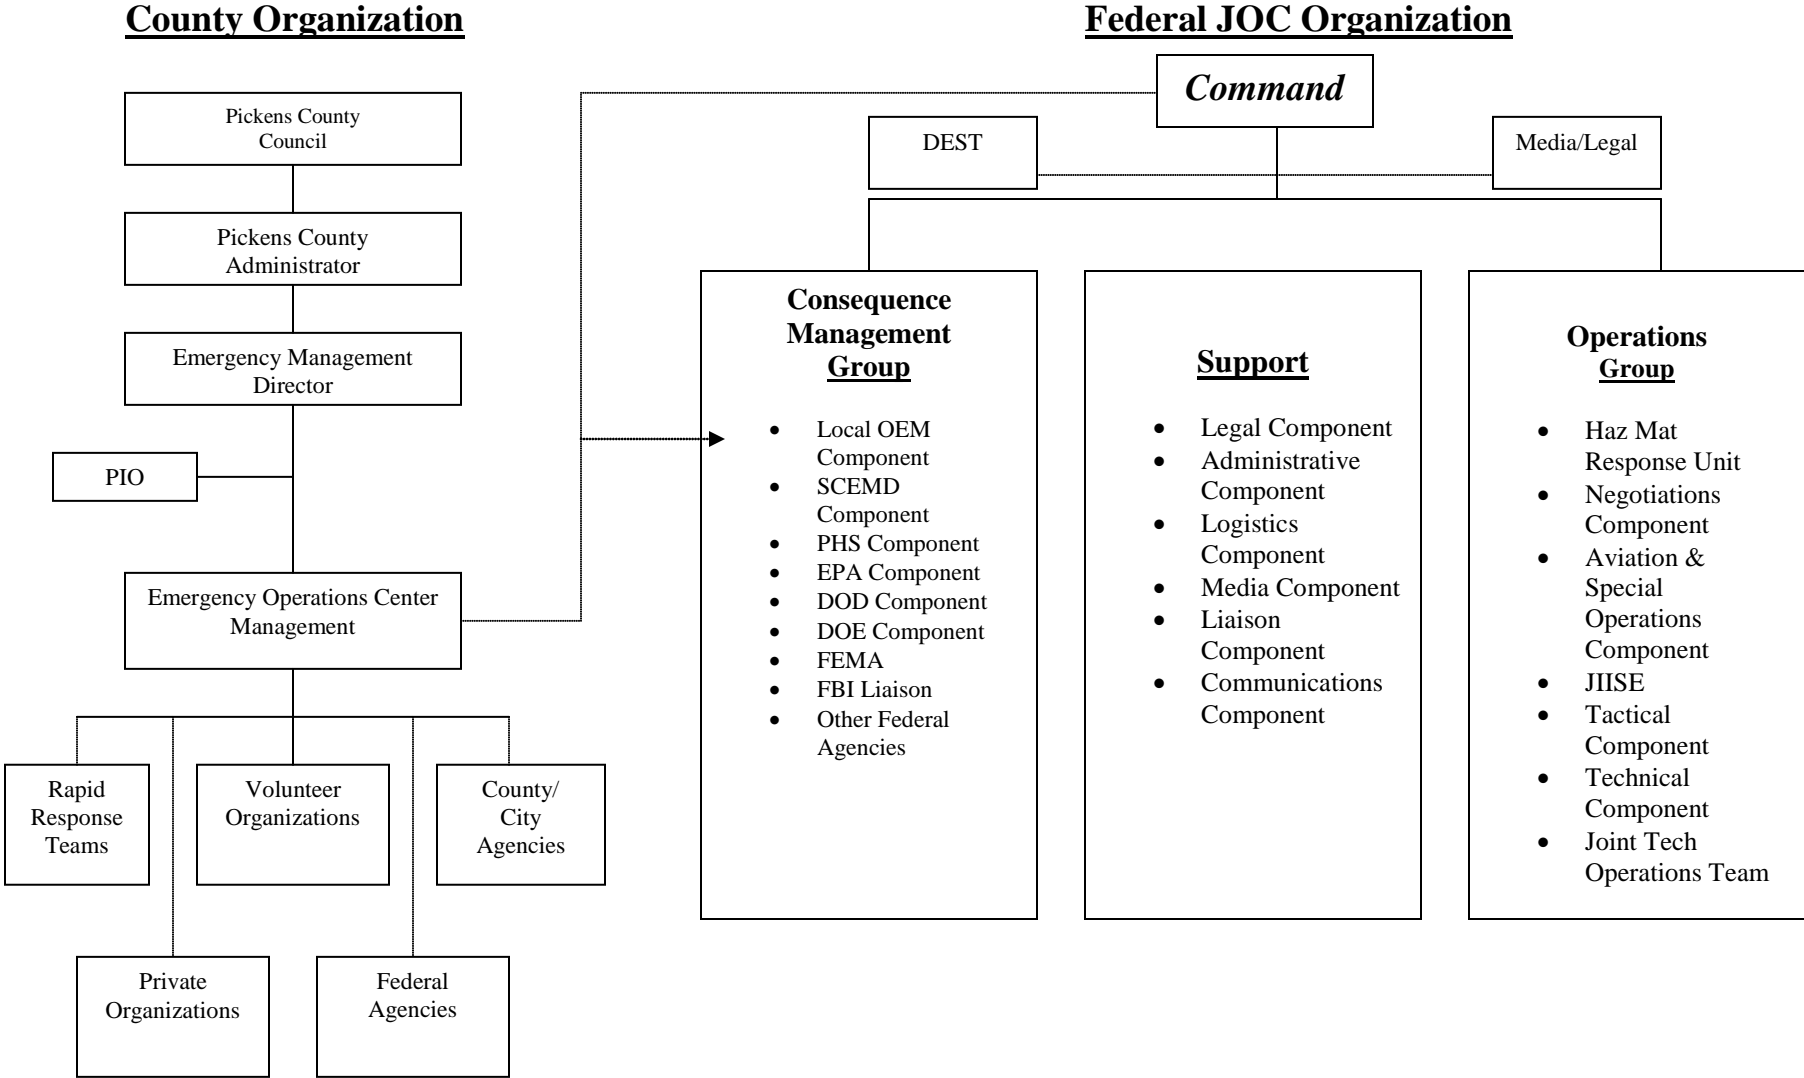 County Organization
Federal JOC Organization
Command
Pickens County
Council
DEST
Media/Legal
Pickens County
Administrator
Emergency Management
Director
PIO
Emergency Operations Center
Management
Rapid
Response
Teams
Volunteer
Organizations
County/
City
Agencies
Private
Organizations
Federal
Agencies
Consequence
Management
Group
• Local OEM
Component
• SCEMD
Component
• PHS Component
• EPA Component
• DOD Component
• DOE Component
• FEMA
• FBI Liaison
• Other Federal
Agencies
Support
• Legal Component
• Administrative
Component
• Logistics
Component
• Media Component
• Liaison
Component
• Communications
Component
Operations
Group
• Haz Mat
Response Unit
• Negotiations
Component
• Aviation &
Special
Operations
Component
• JIISE
• Tactical
Component
• Technical
Component
• Joint Tech
Operations Team